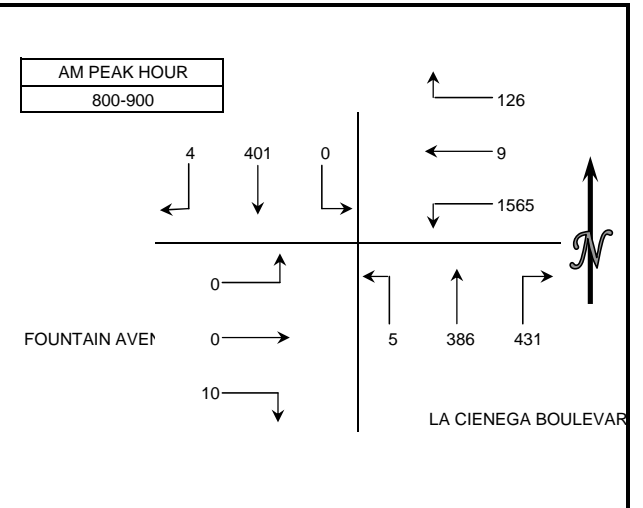 AM PEAK HOUR
800-900
126
4 401 0
9
1565
N
0
FOUNTAIN AVEN
0
5 386 431
10
LA CIENEGA BOULEVAR